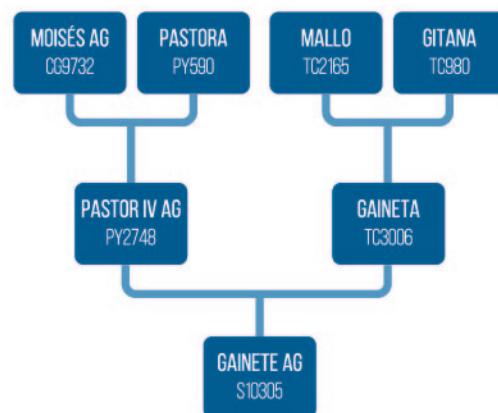 MOISÉS AG
CG9732
PASTORA
PY590
MALLO
TC2165
GITANA
TC980
PASTOR IV AG
PY2748
GAINETA
TC3006
GAINETE AG
S10305